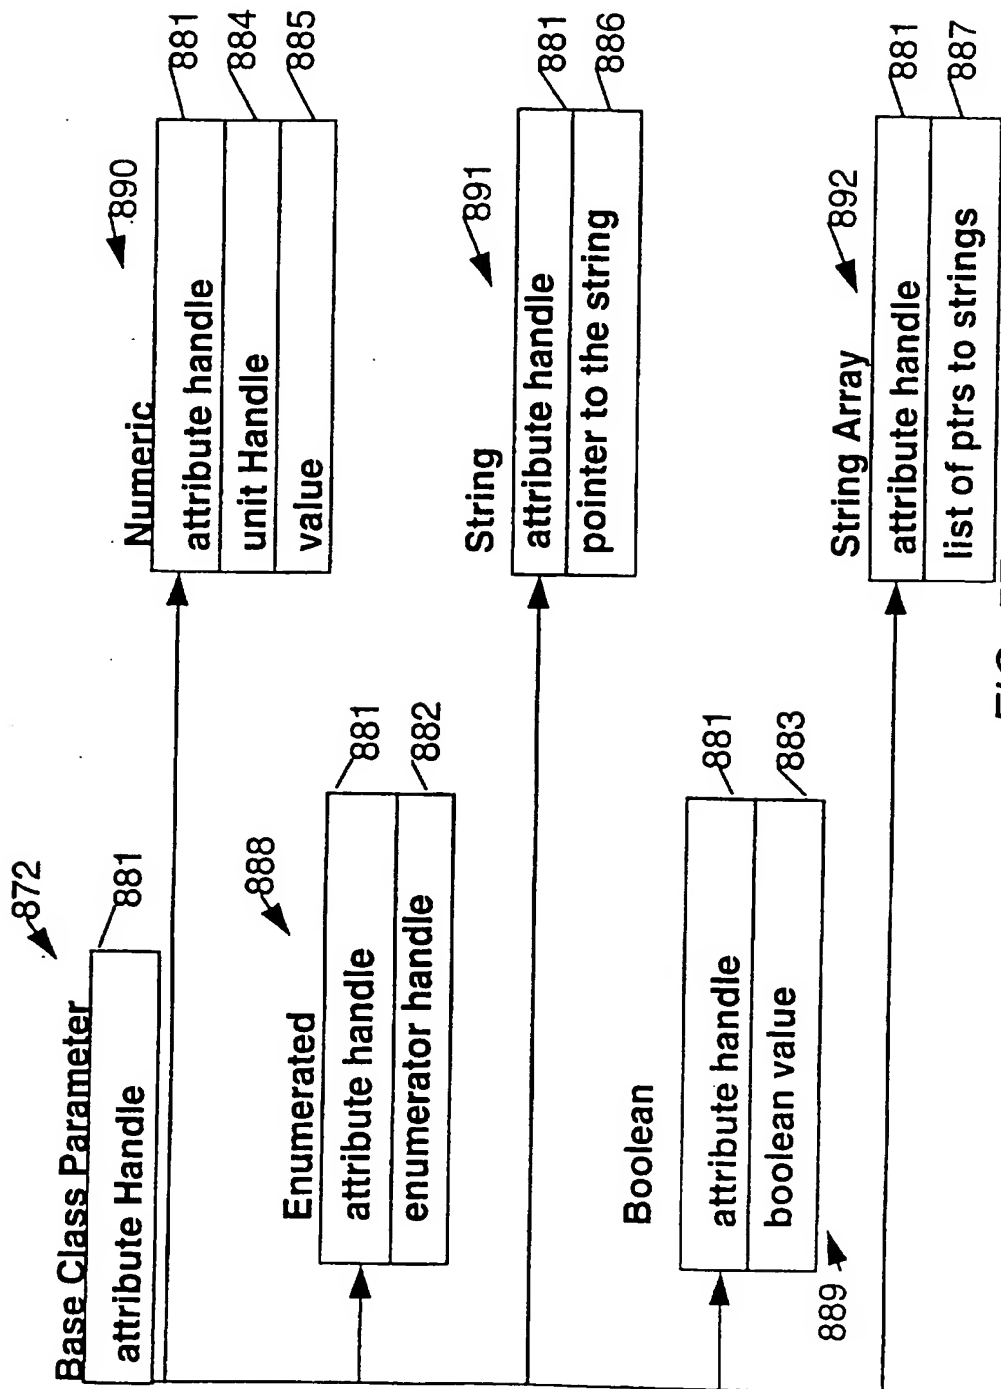 872
Base Class Parameter
881
attribute Handle
.890
Numeric
attribute handle
881
unit Handle
884
value
885
888
Enumerated
attribute handle
881
enumerator handle
882
891
String
attribute handle
881
pointer to the string
886
Boolean
attribute handle
881
boolean value
883
889
892
String Array
attribute handle
881
list of ptrs to strings
887